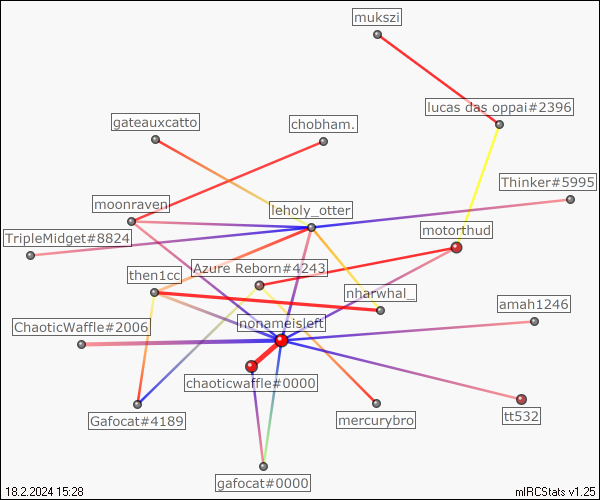 mukszi
lucas das oppai#2396
gateauxcatto
chobham.
Thinker#5995
moonraven
leholy_otter
TripleMidget#8824
motorthud
Azure Reborn#4243
then1cc
nharwhal_
amah1246
ChaoticWaffle#2006
nonameisleft
chaoticwaffle#0000
Gafocat#4189
mercurybro
tt532
gafocat#0000
18.2.2024 15:28
mIRCStats v1.25